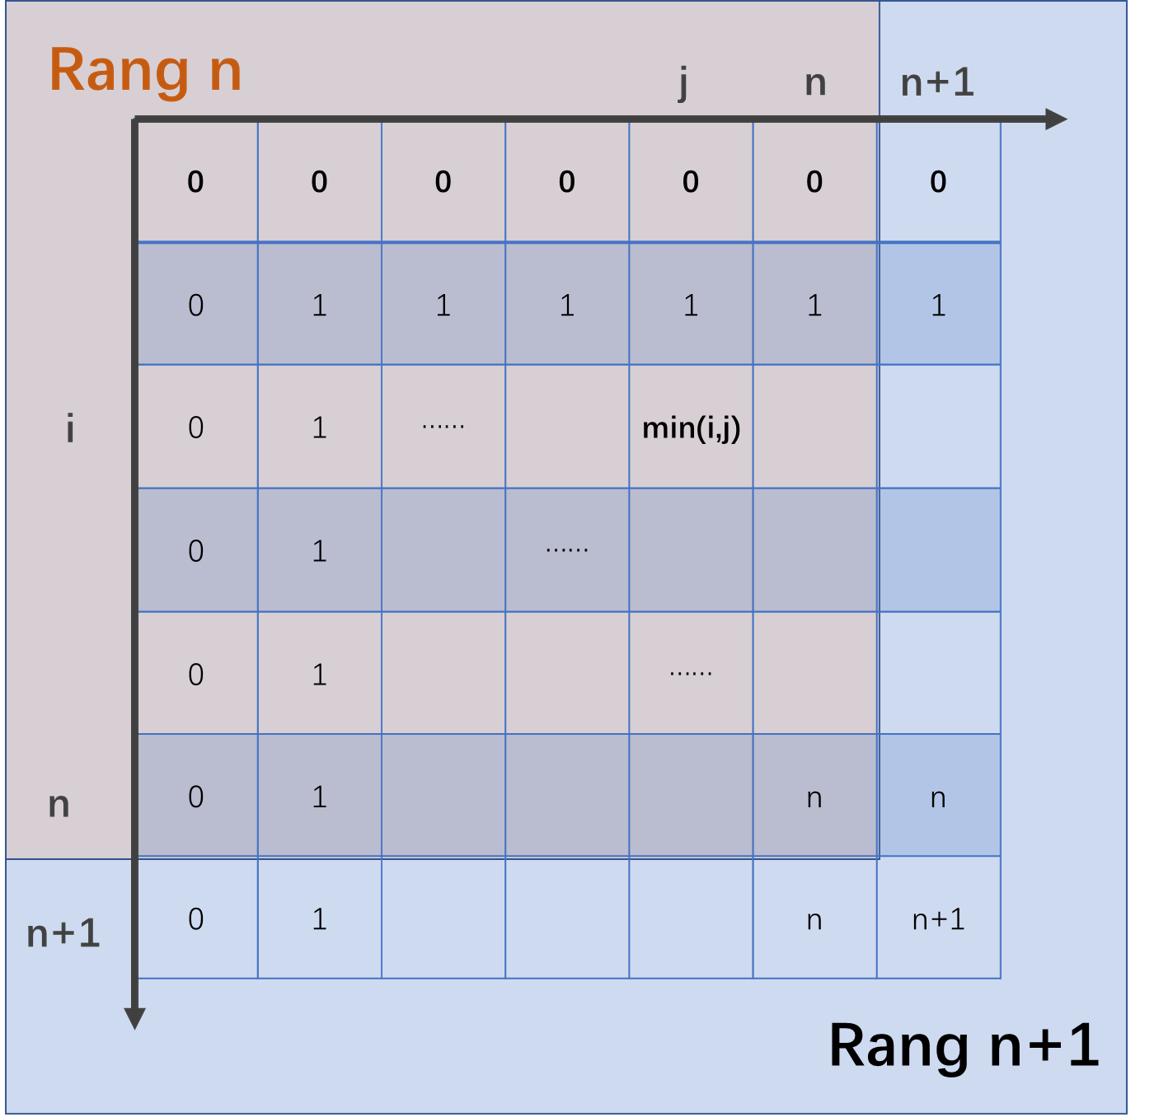 Rang n
j n n+1
0 0 0 0 0 0 0
0 1 1 1 1 1 1
i 0 1 ...... min(i,j)
0 1 ......
0 1 ......
n 0 1 n n
n+1 0 1 n n+1
Rang n+1